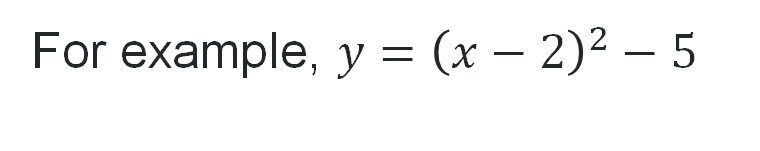 For example, y = (x − 2)² − 5